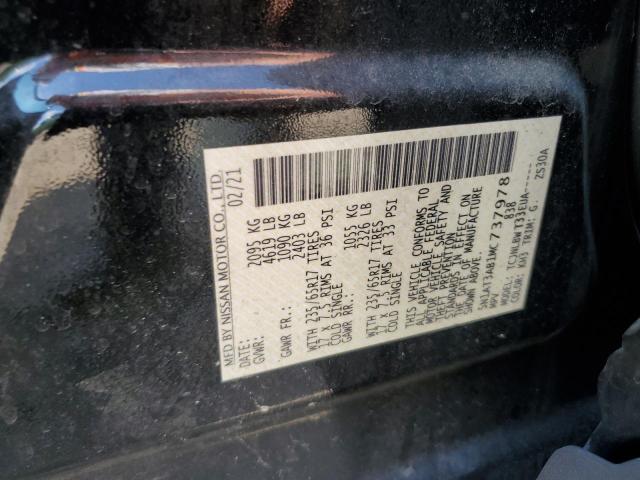 MFD BY NISSAN MOTOR CO., LTD.
DATE: 02/21
GVWR: 2095 KG
4619 LB
GAWR FR.: 1090 KG
2403 LB
WITH 235/65R17 TIRES
17 X 7.5 RIMS AT 36 PSI
COLD SINGLE
GAWR RR.: 1055 KG
2326 LB
WITH 235/65R17 TIRES
17 X 7.5 RIMS AT 33 PSI
COLD SINGLE
THIS VEHICLE CONFORMS TO
ALL APPLICABLE FEDERAL
MOTOR VEHICLE SAFETY AND
THEFT PREVENTION
STANDARDS IN EFFECT ON
THE DATE OF MANUFACTURE
SHOWN ABOVE.
5N1AT3AB1MC737978
MPV 838
MODEL:
COLOR: KH3 TRIM: G.
ZS30A